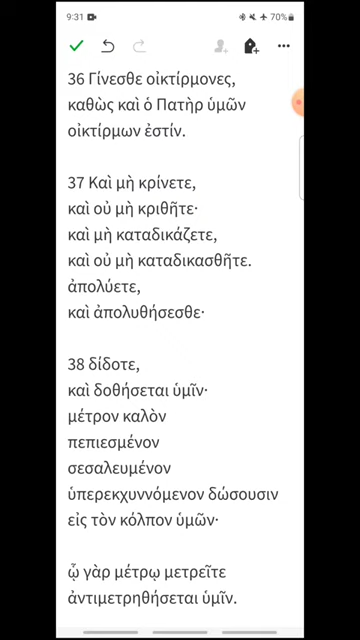 9:31
70%
36 Γίνεσθε οἰκτίρμονες,
καθὼς καὶ ὁ Πατὴρ ὑμῶν
οἰκτίρμων ἐστίν.
37 Καὶ μὴ κρίνετε,
καὶ οὐ μὴ κριθῆτε·
καὶ μὴ καταδικάζετε,
καὶ οὐ μὴ καταδικασθῆτε.
ἀπολύετε,
καὶ ἀπολυθήσεσθε·
38 δίδοτε,
καὶ δοθήσεται ὑμῖν·
μέτρον καλὸν
πεπιεσμένον
σεσαλευμένον
ὑπερεκχυννόμενον δώσουσιν
εἰς τὸν κόλπον ὑμῶν·
ᾧ γὰρ μέτρῳ μετρεῖτε
ἀντιμετρηθήσεται ὑμῖν.